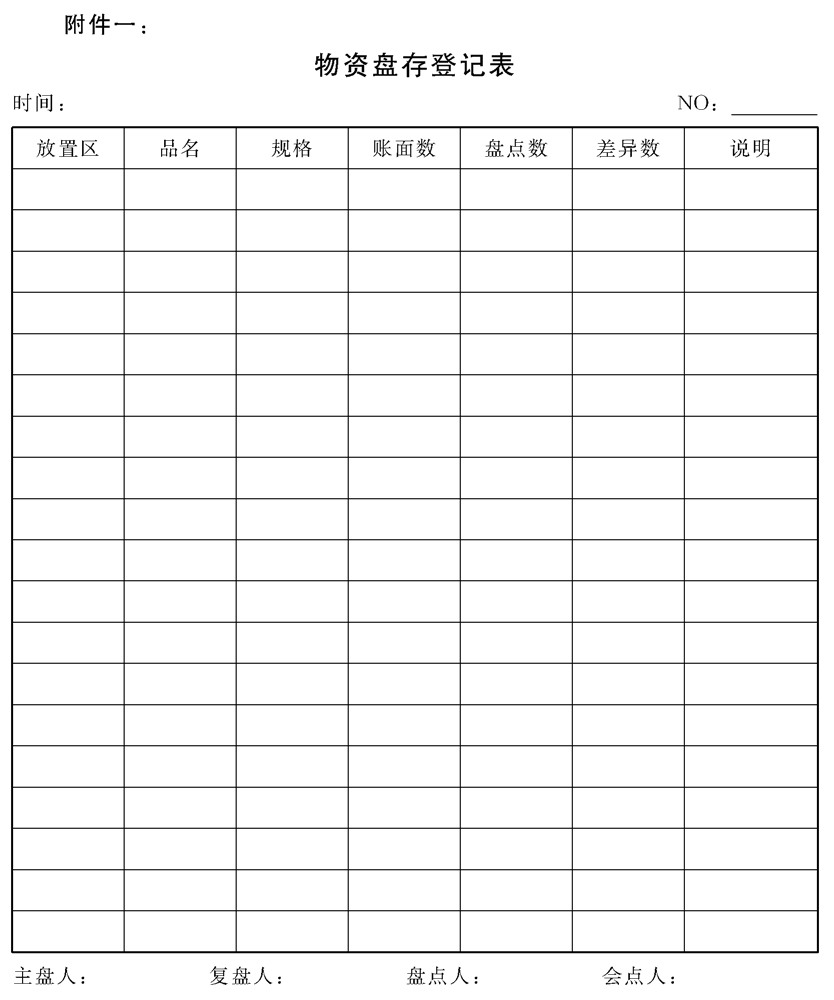 附件一：
物资盘存登记表
时间： NO：
放置区 品名 规格 账面数 盘点数 差异数 说明
主盘人： 复盘人： 盘点人： 会点人：